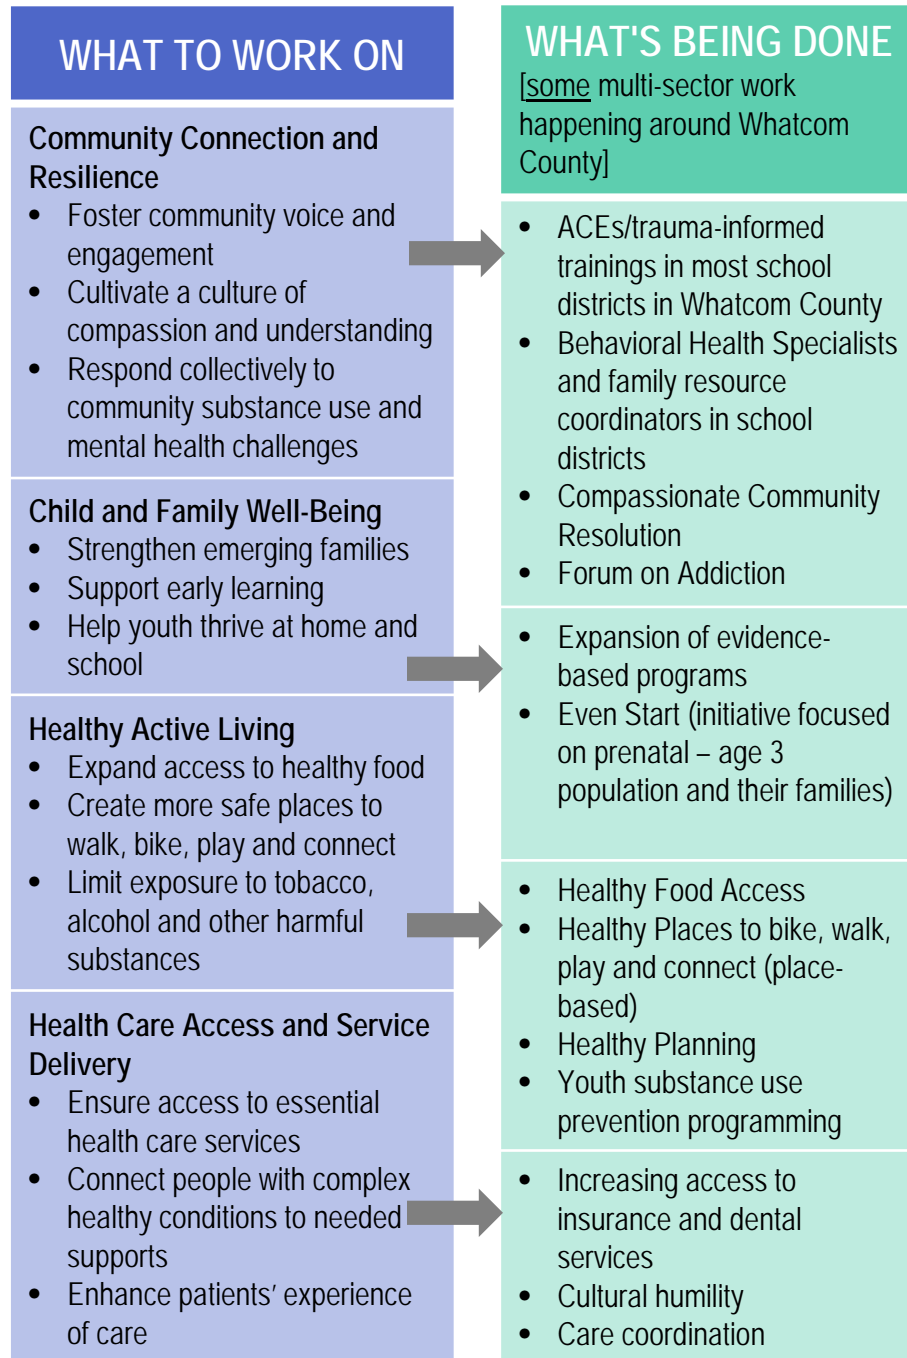 WHAT TO WORK ON
Community Connection and
Resilience
• Foster community voice and
engagement
• Cultivate a culture of
compassion and understanding
• Respond collectively to
community substance use and
mental health challenges
Child and Family Well-Being
• Strengthen emerging families
• Support early learning
• Help youth thrive at home and
school
Healthy Active Living
• Expand access to healthy food
• Create more safe places to
walk, bike, play and connect
• Limit exposure to tobacco,
alcohol and other harmful
substances
Health Care Access and Service
Delivery
• Ensure access to essential
health care services
• Connect people with complex
healthy conditions to needed
supports
• Enhance patients’ experience
of care
WHAT'S BEING DONE
[some multi-sector work
happening around Whatcom
County]
• ACEs/trauma-informed
trainings in most school
districts in Whatcom County
• Behavioral Health Specialists
and family resource
coordinators in school
districts
• Compassionate Community
Resolution
• Forum on Addiction
• Expansion of evidence-
based programs
• Even Start (initiative focused
on prenatal – age 3
population and their families)
• Healthy Food Access
• Healthy Places to bike, walk,
play and connect (place-
based)
• Healthy Planning
• Youth substance use
prevention programming
• Increasing access to
insurance and dental
services
• Cultural humility
• Care coordination